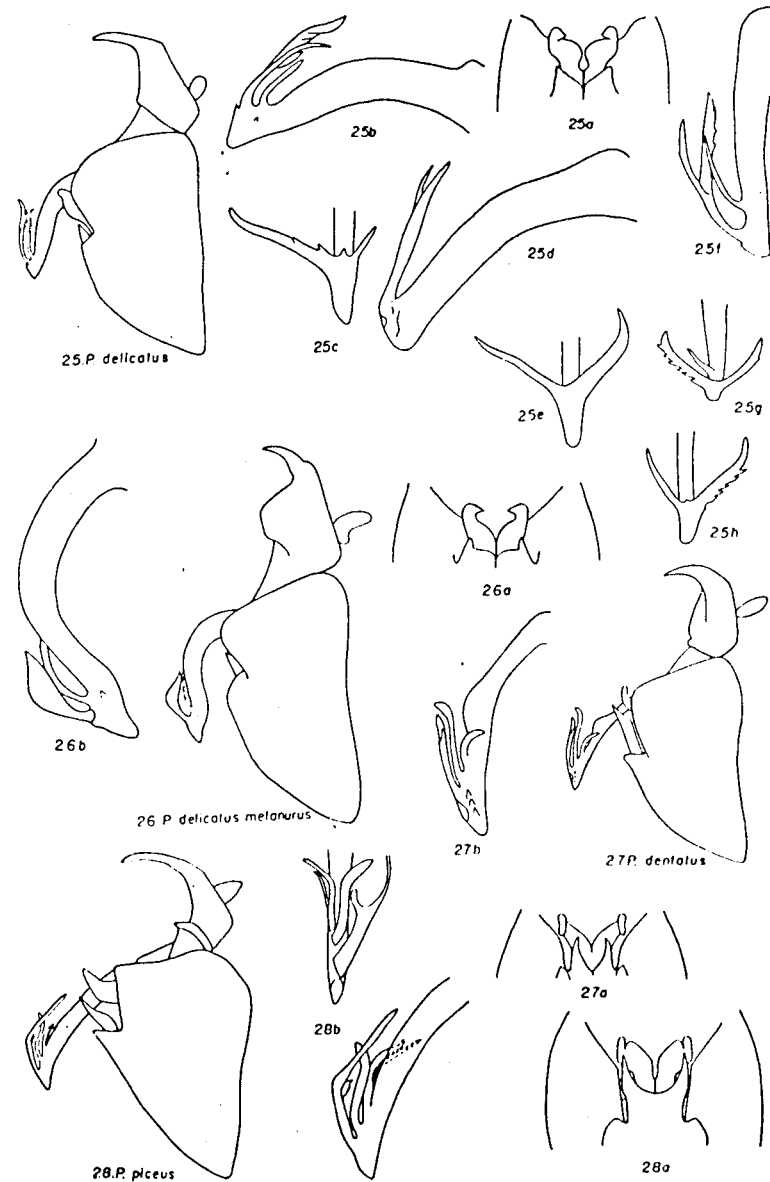 25a
25b
25f
25d
25c
25.P. delicatus
25e
25g
25h
26a
26b
26 P delicatus melanurus
27b
27.P. dentatus
28b
27a
28.P. piceus
28a